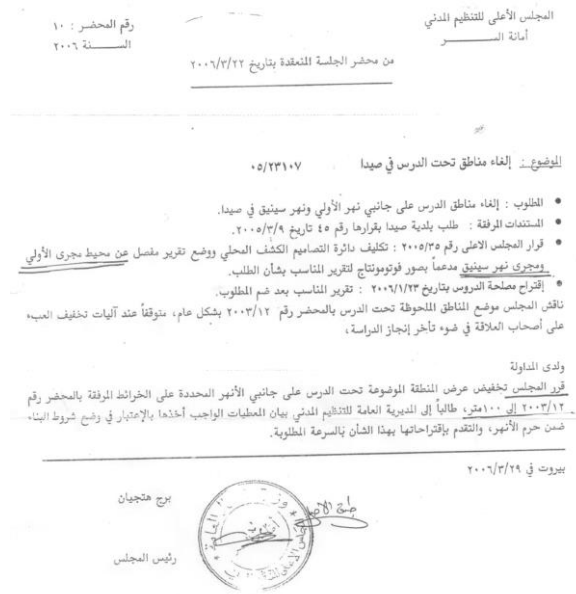 المجلس الأعلى للتنظيم المدني
أمانة الســـــر
رقم المحضر : ١٠
الســـنة ٢٠٠٦
من محضر الجلسة المنعقدة بتاريخ ٢٠٠٦/٣/٢٢
الموضوع : إلغاء مناطق تحت الدرس في صيدا ٠٥/٢٣١٠٧
• المطلوب : إلغاء مناطق الدرس على جانبي نهر الأولي ونهر سينيق في صيدا.
• المستندات المرفقة : طلب بلدية صيدا بقرارها رقم ٤٥ تاريخ ٢٠٠٥/٣/٩.
• قرار المجلس الاعلى رقم ٢٠٠٥/٣٥ : تكليف دائرة التصاميم الكشف المحلي ووضع تقرير مفصل عن محيط مجرى الأولي
ومجرى نهر سينيق مدعماً بصور فوتومونتاج لتقرير المناسب بشأن الطلب.
• إقتراح مصلحة الدروس بتاريخ ٢٠٠٦/١/٢٣ : تقرير المناسب بعد ضم المطلوب.
ناقش المجلس موضع المناطق الملحوظة تحت الدرس بالمحضر رقم ٢٠٠٣/١٢ بشكل عام، متوقفاً عند آليات تخفيف العبء
على أصحاب العلاقة في ضوء تأخر إنجاز الدراسة،
ولدى المداولة
قرر المجلس تخفيض عرض المنطقة الموضوعة تحت الدرس على جانبي الأنهر المحددة على الخرائط المرفقة بالمحضر رقم
٢٠٠٣/١٢ إلى ١٠٠متر، طالباً إلى المديرية العامة للتنظيم المدني بيان المعطيات الواجب أخذها بالإعتبار في وضع شروط البناء
ضمن حرم الأنهر، والتقدم بإقتراحاتها بهذا الشأن بالسرعة المطلوبة.
بيروت في ٢٠٠٦/٣/٢٩
برج هتجيان
رئيس المجلس